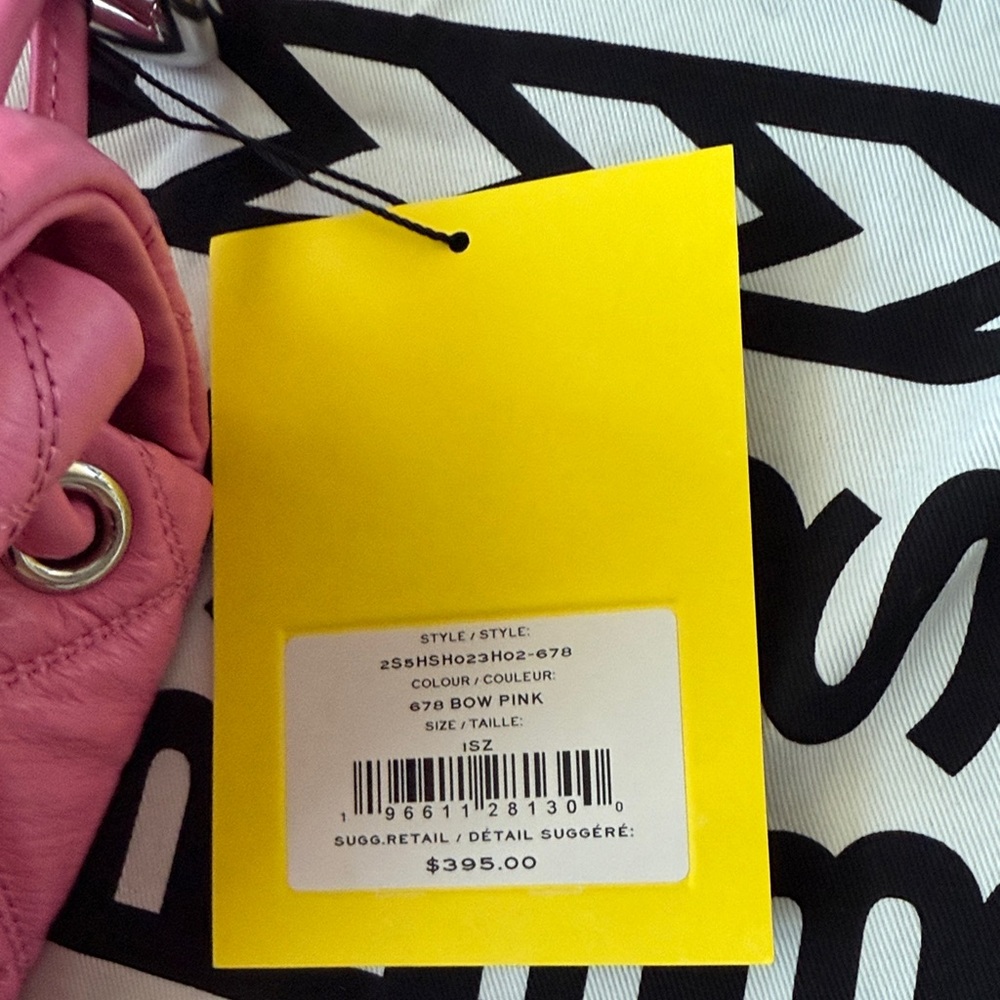 STYLE / STYLE:
2S5HSH023H02-678
COLOUR / COULEUR:
678 BOW PINK
SIZE / TAILLE:
1SZ
1 96611 28130 0
SUGG.RETAIL / DÉTAIL SUGGÉRÉ:
$395.00